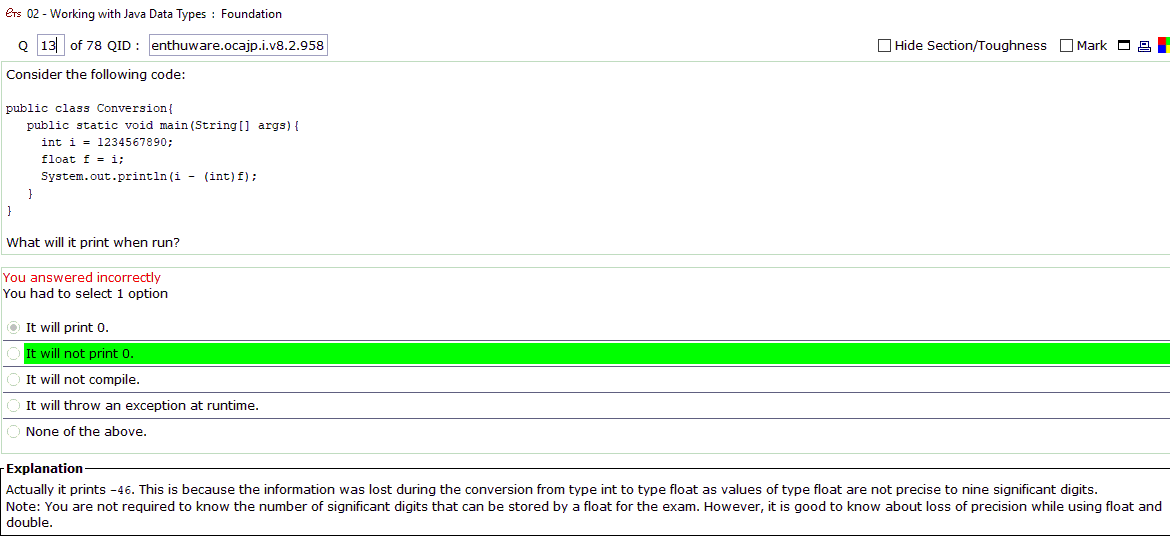 ETS 02 - Working with Java Data Types : Foundation
Q 13 of 78 QID : enthuware.ocajp.i.v8.2.958 Hide Section/Toughness Mark
Consider the following code:
public class Conversion{
   public static void main(String[] args){
     int i = 1234567890;
     float f = i;
     System.out.println(i - (int)f);
   }
}
What will it print when run?
You answered incorrectly
You had to select 1 option
It will print 0.
It will not print 0.
It will not compile.
It will throw an exception at runtime.
None of the above.
Explanation
Actually it prints -46. This is because the information was lost during the conversion from type int to type float as values of type float are not precise to nine significant digits.
Note: You are not required to know the number of significant digits that can be stored by a float for the exam. However, it is good to know about loss of precision while using float and
double.